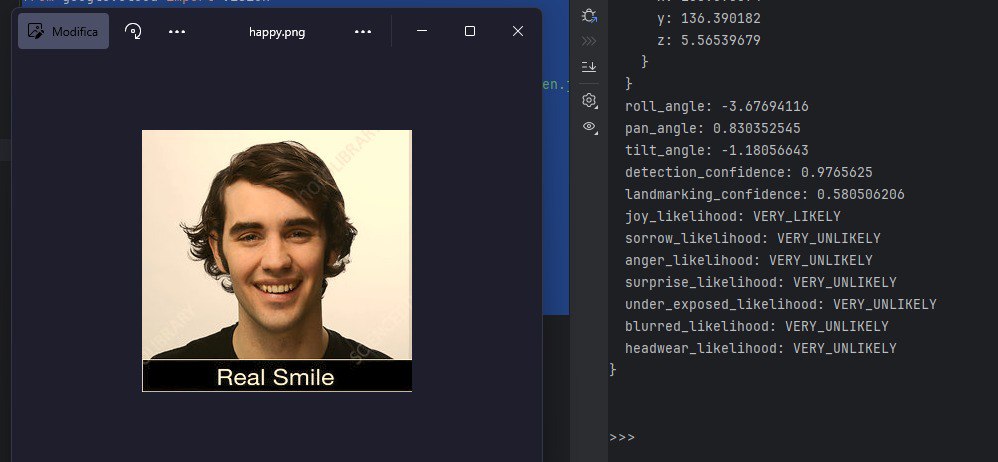 Modifica
happy.png
en.j
Real Smile
y: 136.390182
z: 5.56539679
}
}
roll_angle: -3.67694116
pan_angle: 0.830352545
tilt_angle: -1.18056643
detection_confidence: 0.9765625
landmarking_confidence: 0.580506206
joy_likelihood: VERY_LIKELY
sorrow_likelihood: VERY_UNLIKELY
anger_likelihood: VERY_UNLIKELY
surprise_likelihood: VERY_UNLIKELY
under_exposed_likelihood: VERY_UNLIKELY
blurred_likelihood: VERY_UNLIKELY
headwear_likelihood: VERY_UNLIKELY
}
>>>